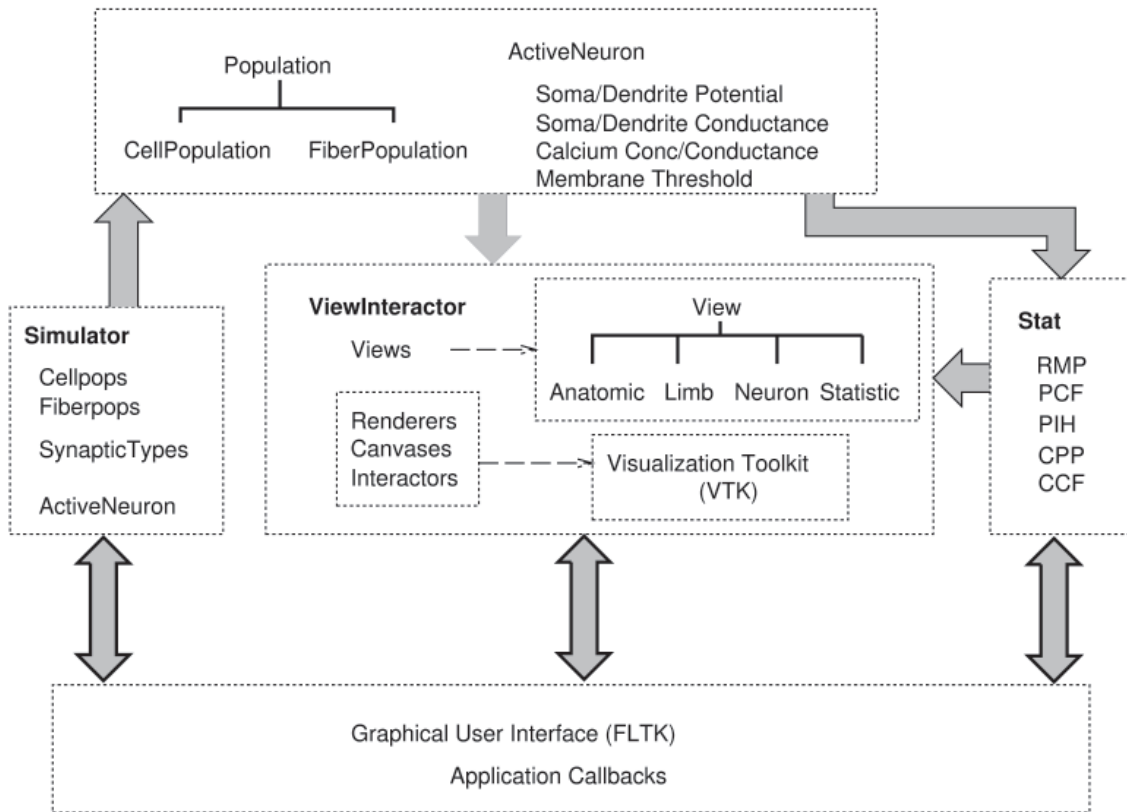 Population
CellPopulation FiberPopulation
ActiveNeuron
Soma/Dendrite Potential
Soma/Dendrite Conductance
Calcium Conc/Conductance
Membrane Threshold
Simulator
Cellpops
Fiberpops
SynapticTypes
ActiveNeuron
ViewInteractor
Views
View
Anatomic Limb Neuron Statistic
Renderers
Canvases
Interactors
Visualization Toolkit
(VTK)
Stat
RMP
PCF
PIH
CPP
CCF
Graphical User Interface (FLTK)
Application Callbacks